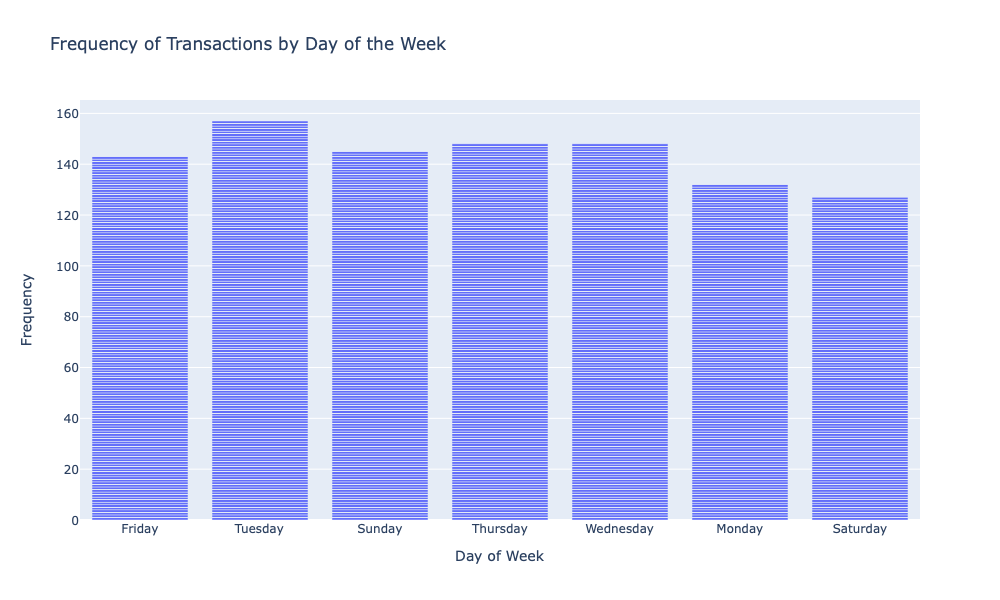 Frequency of Transactions by Day of the Week
160
140
120
100
80
60
40
20
0
Frequency
Friday Tuesday Sunday Thursday Wednesday Monday Saturday
Day of Week